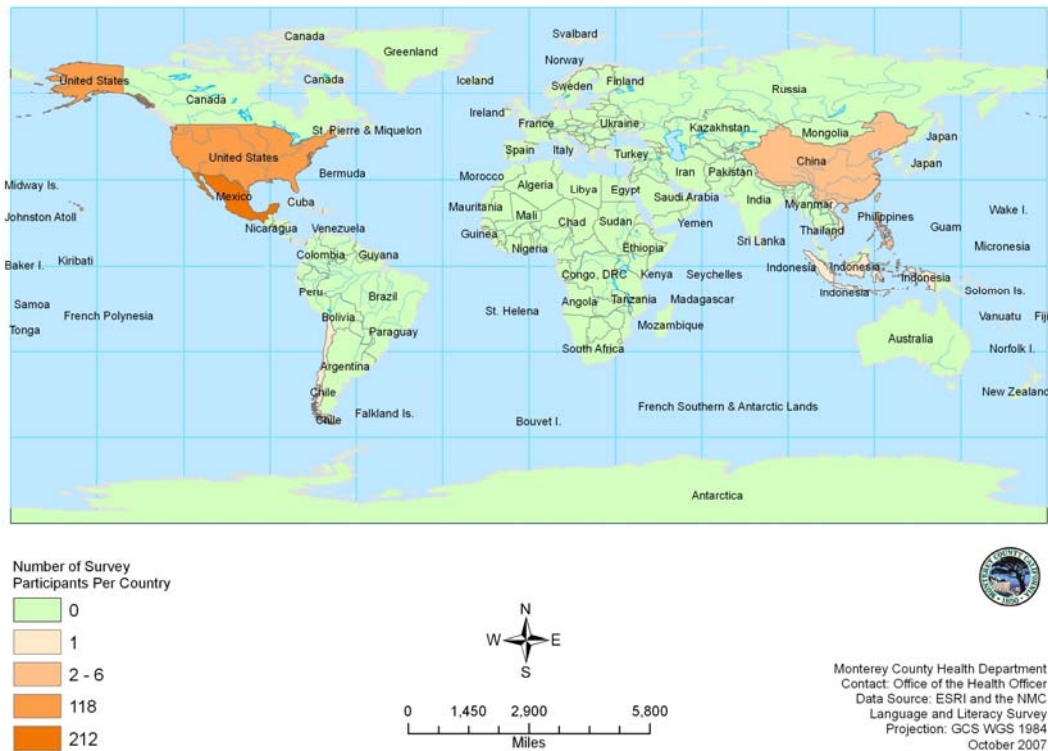 Canada
Svalbard
Greenland
Norway
United States
Canada
Iceland
Sweden
Finland
Russia
Canada
Ireland
St. Pierre & Miquelon
France
Ukraine
Kazakhstan
Mongolia
Japan
United States
Spain
Italy
Turkey
China
Japan
Bermuda
Morocco
Iran
Pakistan
Midway Is.
Mexico
Cuba
Algeria
Libya
Egypt
Saudi Arabia
India
Myanmar
Johnston Atoll
Mauritania
Mali
Chad
Sudan
Yemen
Philippines
Wake I.
Nicaragua
Venezuela
Guinea
Nigeria
Ethiopia
Sri Lanka
Thailand
Guam
Micronesia
Baker I.
Kiribati
Colombia
Guyana
Congo, DRC
Kenya
Seychelles
Indonesia
Indonesia
Indonesia
Indonesia
Solomon Is.
Peru
Brazil
Samoa
French Polynesia
Bolivia
St. Helena
Angola
Tanzania
Madagascar
Vanuatu
Fiji
Tonga
Paraguay
Mozambique
Australia
South Africa
Norfolk I.
Argentina
Chile
New Zealand
Chile
Falkland Is.
Bouvet I.
French Southern & Antarctic Lands
Antarctica
Number of Survey
Participants Per Country
0
1
2 - 6
118
212
N
W E
S
0 1,450 2,900 5,800
Miles
MONTEREY COUNTY CALIFORNIA
1850
Monterey County Health Department
Contact: Office of the Health Officer
Data Source: ESRI and the NMC
Language and Literacy Survey
Projection: GCS WGS 1984
October 2007